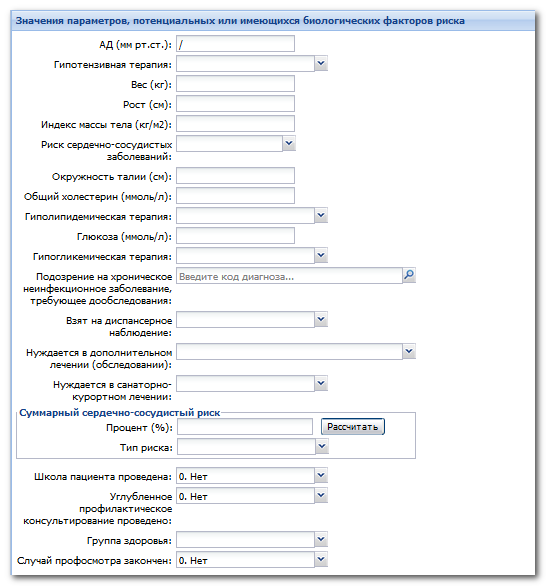 Значения параметров, потенциальных или имеющихся биологических факторов риска
АД (мм рт.ст.): /
Гипотензивная терапия:
Вес (кг):
Рост (см):
Индекс массы тела (кг/м2):
Риск сердечно-сосудистых
заболеваний:
Окружность талии (см):
Общий холестерин (ммоль/л):
Гиполипидемическая терапия:
Глюкоза (ммоль/л):
Гипогликемическая терапия:
Подозрение на хроническое Введите код диагноза...
неинфекционное заболевание,
требующее дообследования:
Взят на диспансерное
наблюдение:
Нуждается в дополнительном
лечении (обследовании):
Нуждается в санаторно-
курортном лечении:
Суммарный сердечно-сосудистый риск
Процент (%): Рассчитать
Тип риска:
Школа пациента проведена: 0. Нет
Углубленное 0. Нет
профилактическое
консультирование проведено:
Группа здоровья:
Случай профосмотра закончен: 0. Нет